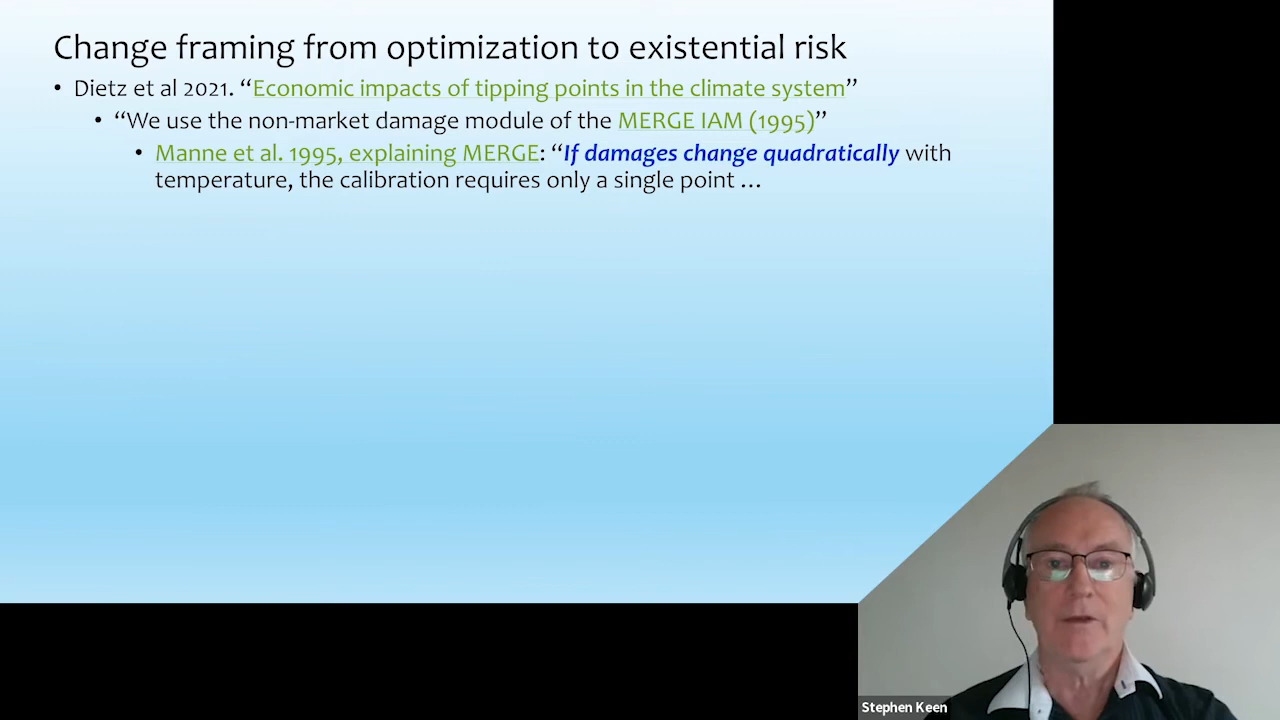 Change framing from optimization to existential risk
• Dietz et al 2021. “Economic impacts of tipping points in the climate system”
• “We use the non-market damage module of the MERGE IAM (1995)”
• Manne et al. 1995, explaining MERGE: “If damages change quadratically with
temperature, the calibration requires only a single point …
Stephen Keen